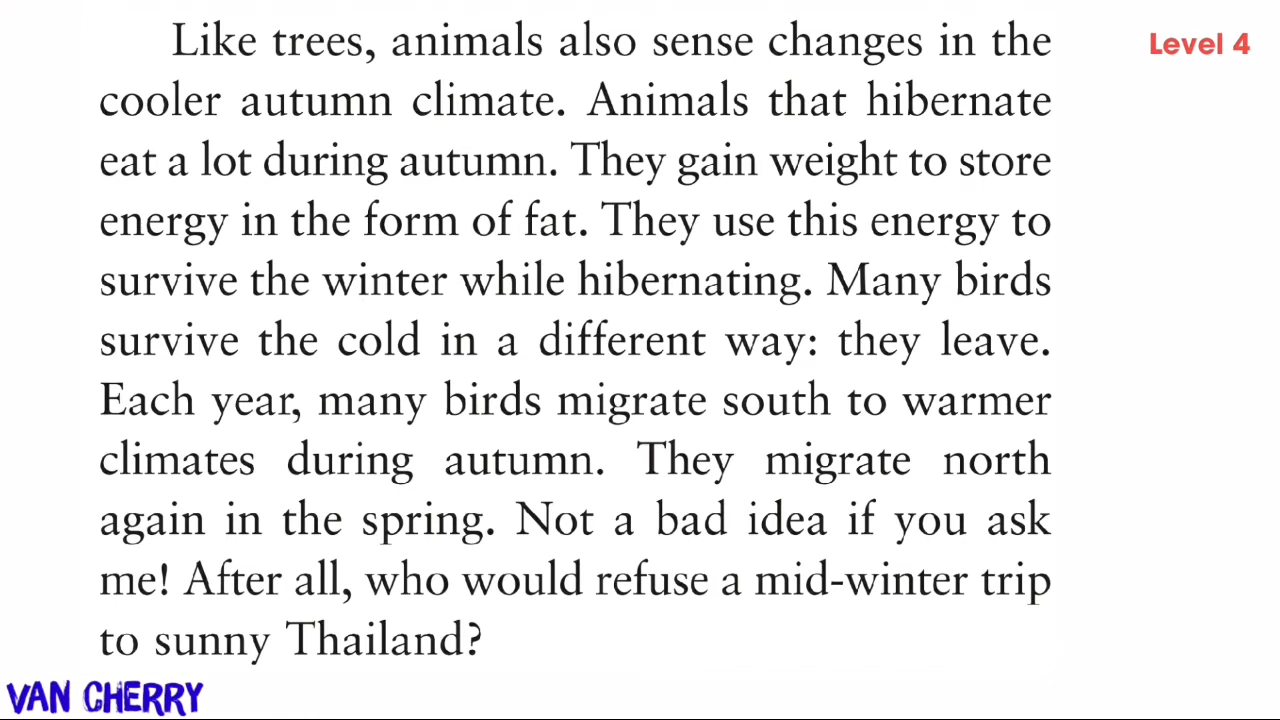 Like trees, animals also sense changes in the
cooler autumn climate. Animals that hibernate
eat a lot during autumn. They gain weight to store
energy in the form of fat. They use this energy to
survive the winter while hibernating. Many birds
survive the cold in a different way: they leave.
Each year, many birds migrate south to warmer
climates during autumn. They migrate north
again in the spring. Not a bad idea if you ask
me! After all, who would refuse a mid-winter trip
to sunny Thailand?
Level 4
VAN CHERRY